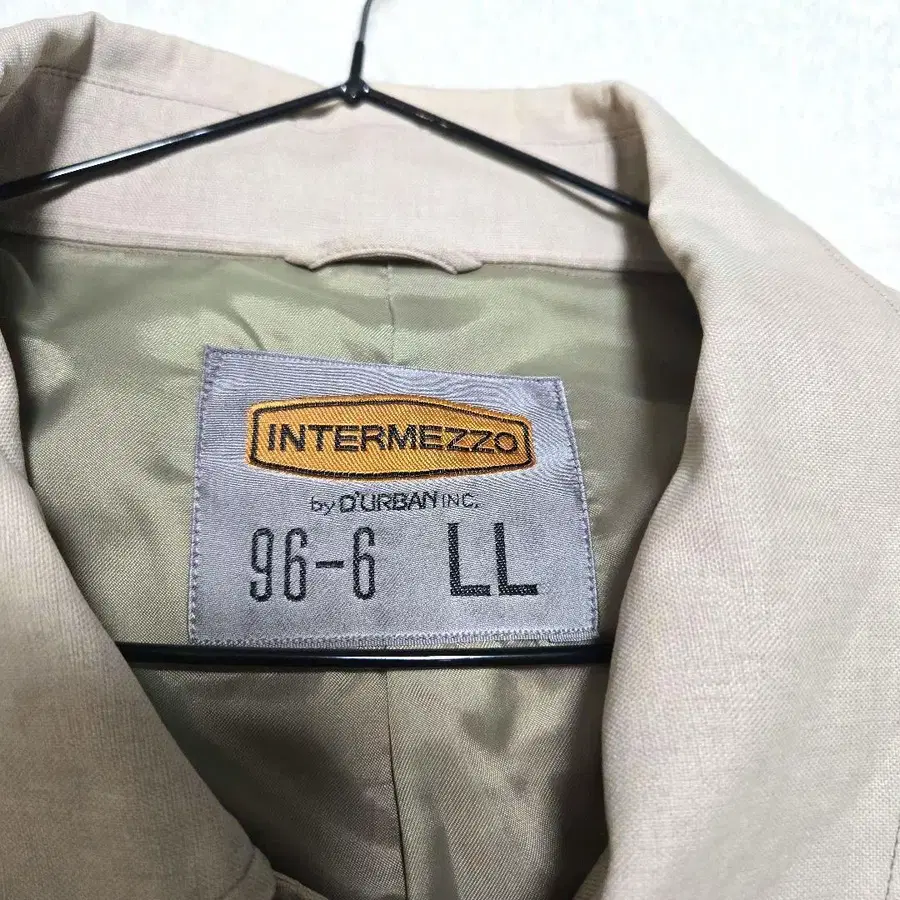 INTERMEZZO
by D'URBAN INC.
96-6 LL